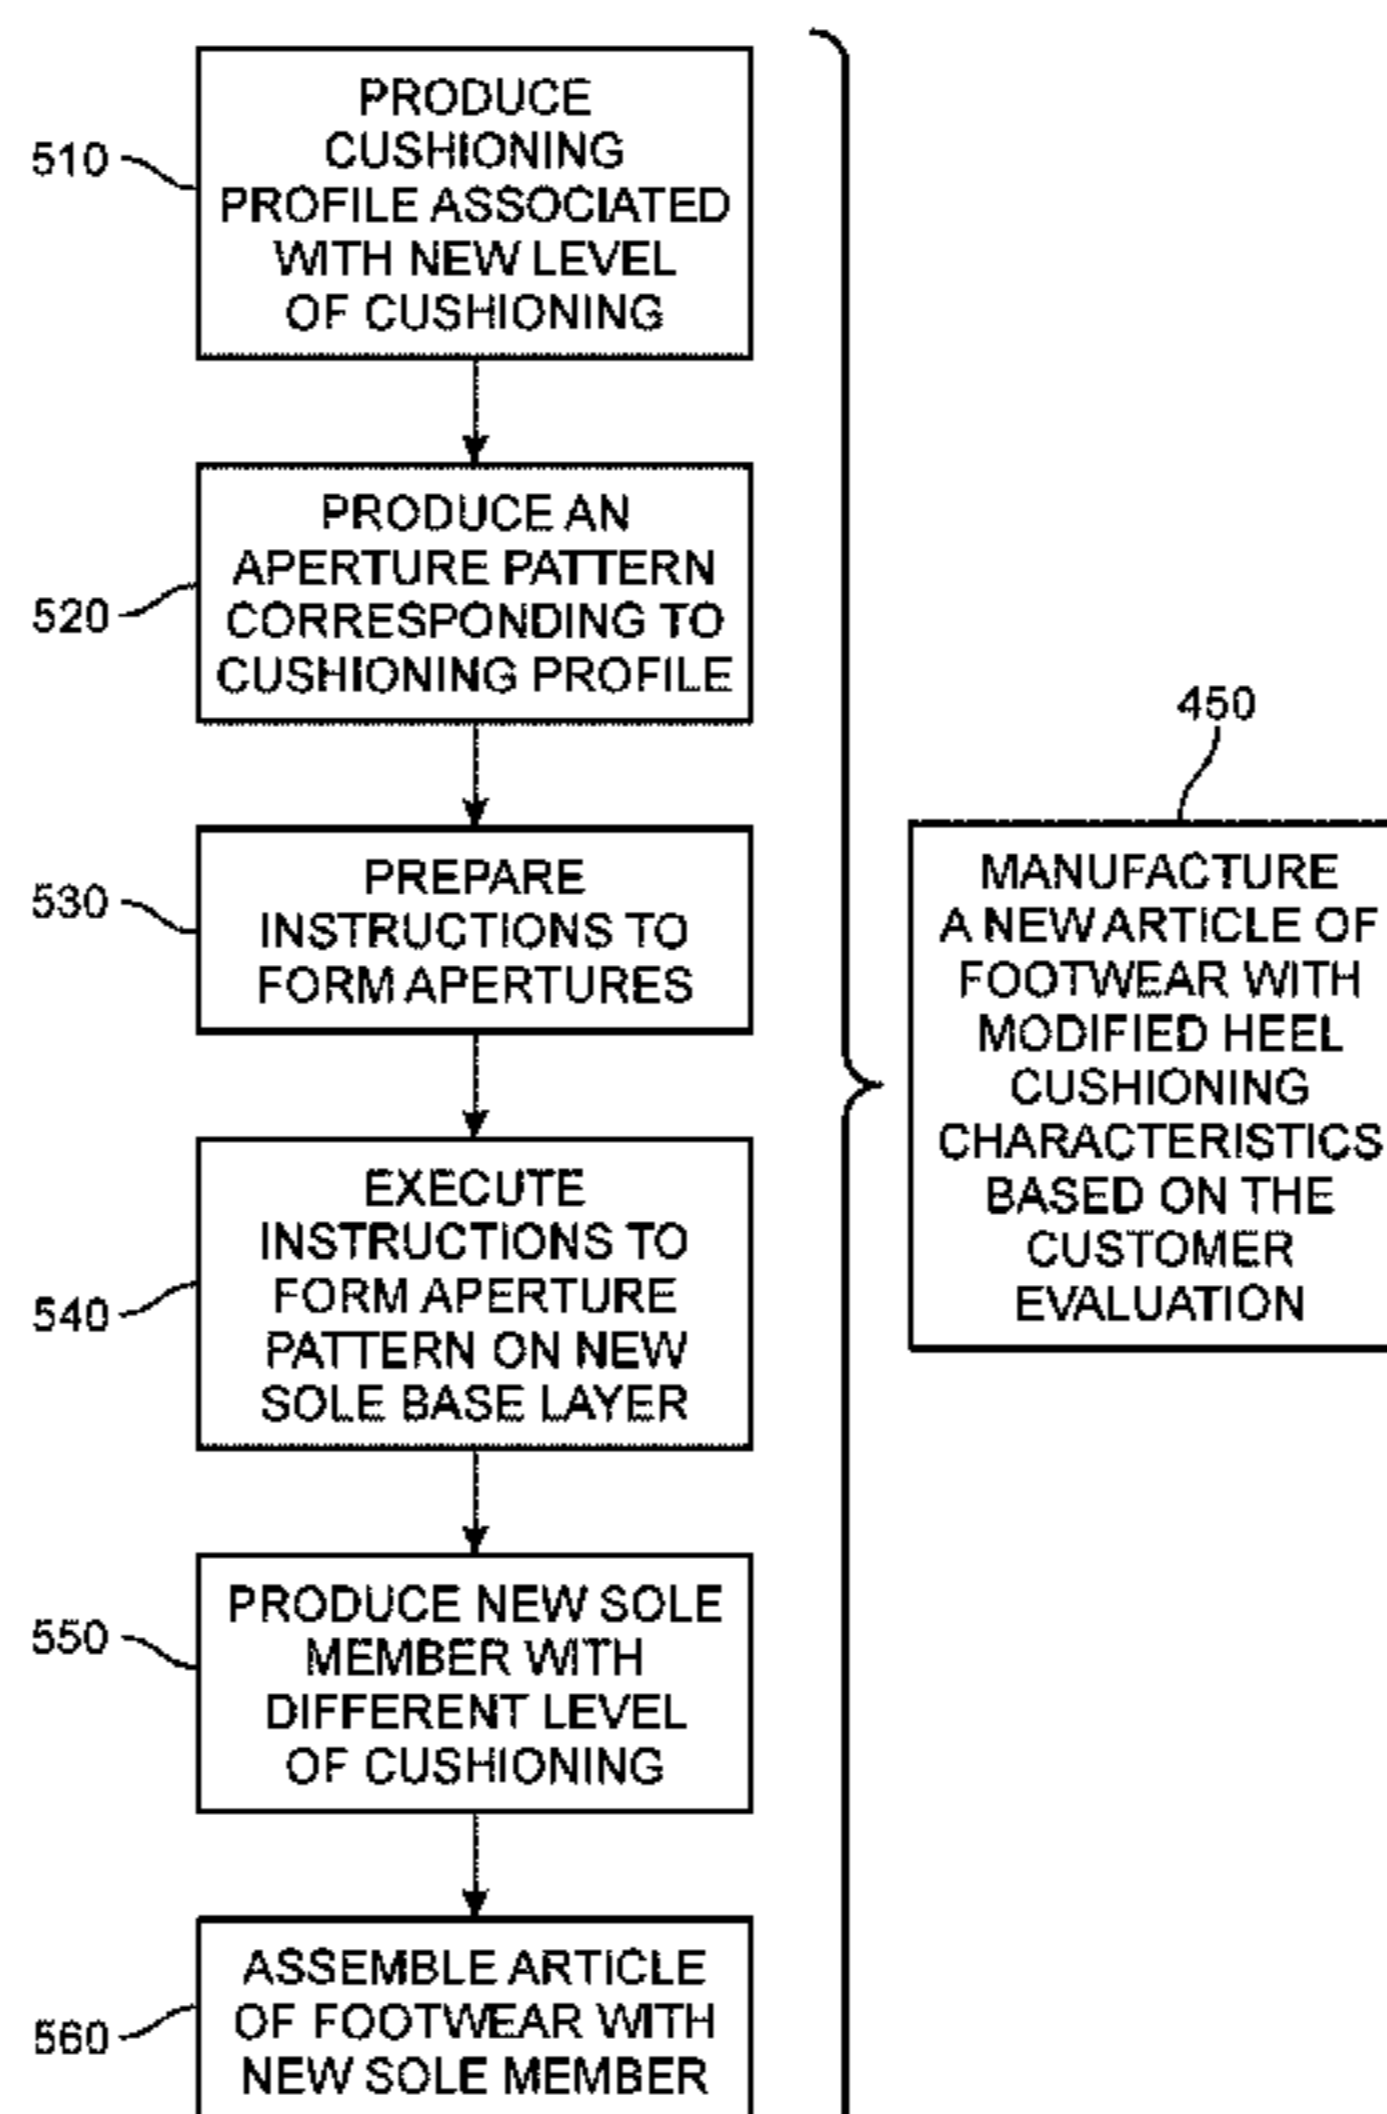 510
PRODUCE
CUSHIONING
PROFILE ASSOCIATED
WITH NEW LEVEL
OF CUSHIONING
520
PRODUCE AN
APERTURE PATTERN
CORRESPONDING TO
CUSHIONING PROFILE
530
PREPARE
INSTRUCTIONS TO
FORM APERTURES
540
EXECUTE
INSTRUCTIONS TO
FORM APERTURE
PATTERN ON NEW
SOLE BASE LAYER
550
PRODUCE NEW SOLE
MEMBER WITH
DIFFERENT LEVEL
OF CUSHIONING
560
ASSEMBLE ARTICLE
OF FOOTWEAR WITH
NEW SOLE MEMBER
450
MANUFACTURE
A NEW ARTICLE OF
FOOTWEAR WITH
MODIFIED HEEL
CUSHIONING
CHARACTERISTICS
BASED ON THE
CUSTOMER
EVALUATION